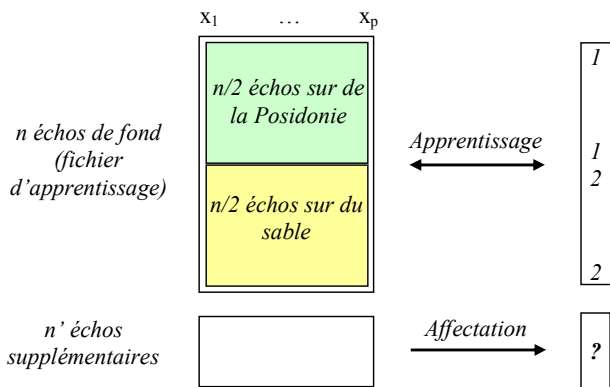 x1 … xp
n/2 échos sur de
la Posidonie
n échos de fond
(fichier
d'apprentissage)
Apprentissage
1
1
2
2
n/2 échos sur du
sable
n' échos
supplémentaires
Affectation
?